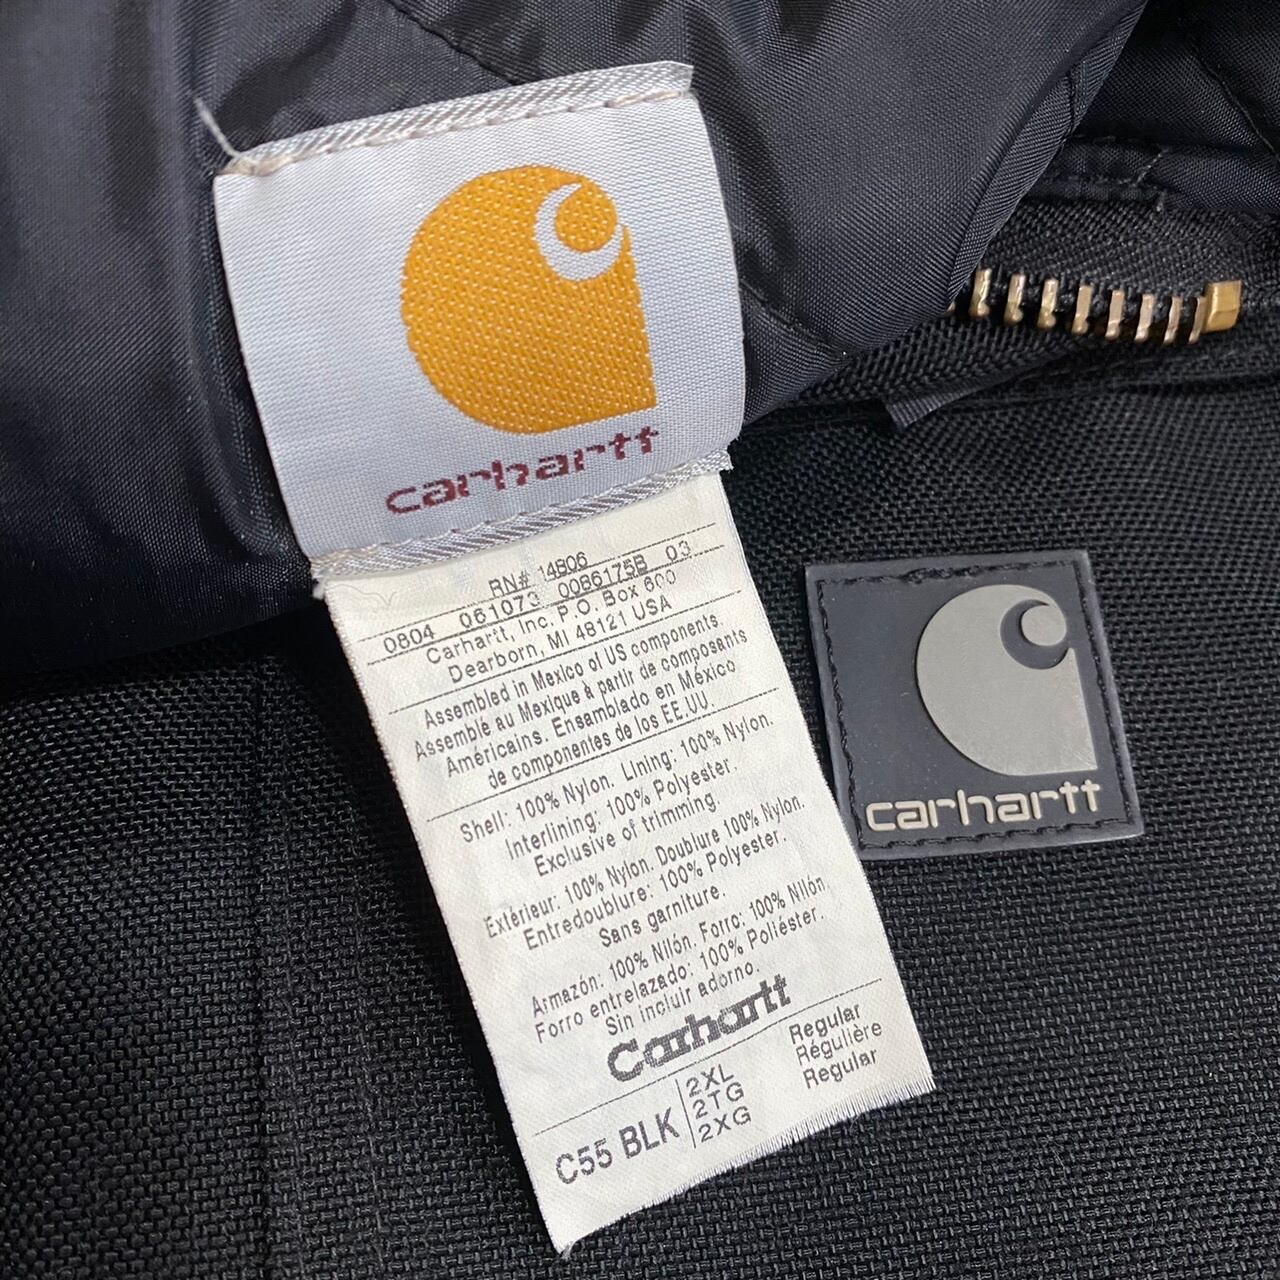 carhartt
RN# 14806
0804 061073 0086175B 03
Carhartt, Inc. P.O. Box 600
Dearborn, MI 48121 USA
Assembled in Mexico of US components.
Assemblé au Mexique à partir de composants
Américains. Ensamblado en México
de componentes de los EE.UU.
Shell: 100% Nylon. Lining: 100% Nylon.
Interlining: 100% Polyester.
Exclusive of trimming.
Extérieur: 100% Nylon. Doublure 100% Nylon.
Entredoublure: 100% Polyester.
Sans garniture.
Armazón: 100% Nilón. Forro: 100% Nilón.
Forro entrelazado: 100% Poliéster.
Sin incluir adorno.
Carhartt
C55 BLK
2XL
2TG
2XG
Regular
Régulière
Regular
carhartt